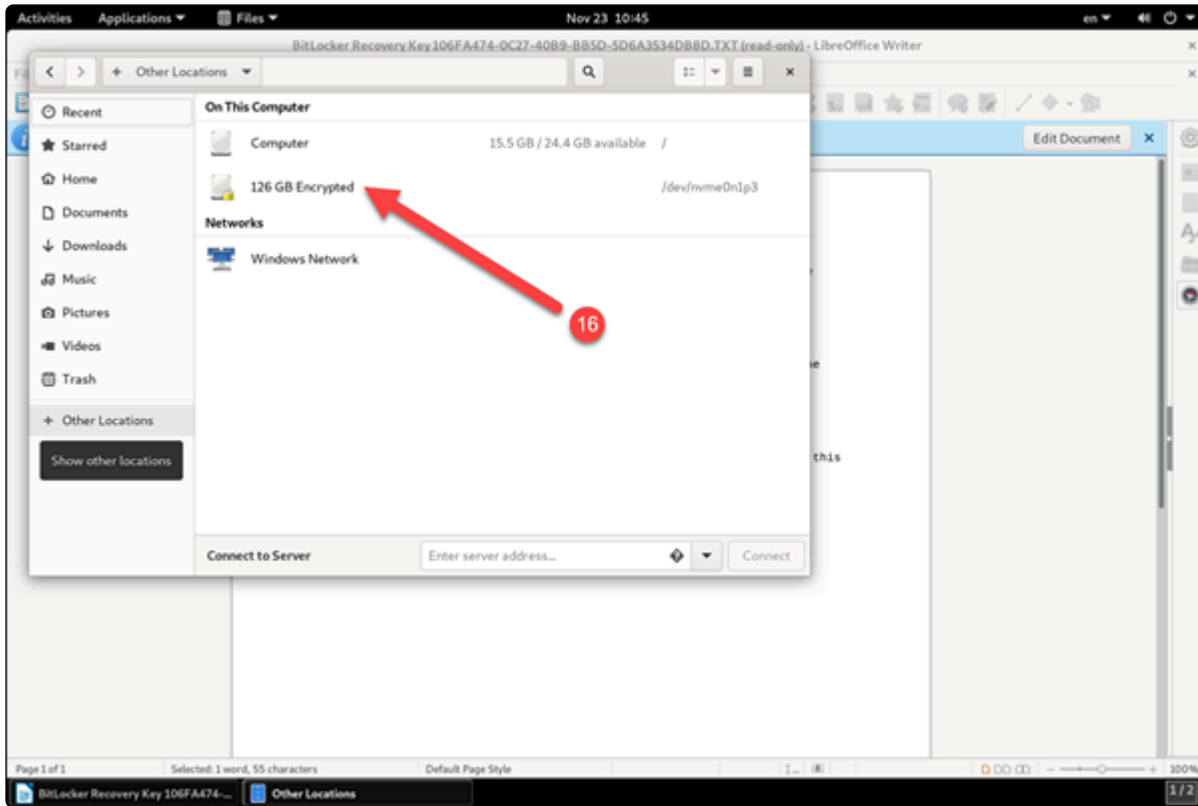 Activities Applications Files Nov 23 10:45 en
BitLocker Recovery Key 106FA474-0C27-40B9-BB5D-5D6A3534DB8D.TXT (read-only) - LibreOffice Writer
+ Other Locations
Recent
Starred
Home
Documents
Downloads
Music
Pictures
Videos
Trash
+ Other Locations
Show other locations
On This Computer
Computer 15.5 GB / 24.4 GB available /
126 GB Encrypted /dev/nvme0n1p3
Networks
Windows Network
16
Connect to Server Enter server address... Connect
Edit Document
this
Page 1 of 1 Selected: 1 word, 55 characters Default Page Style 100%
BitLocker Recovery Key 106FA474-... Other Locations 1/2